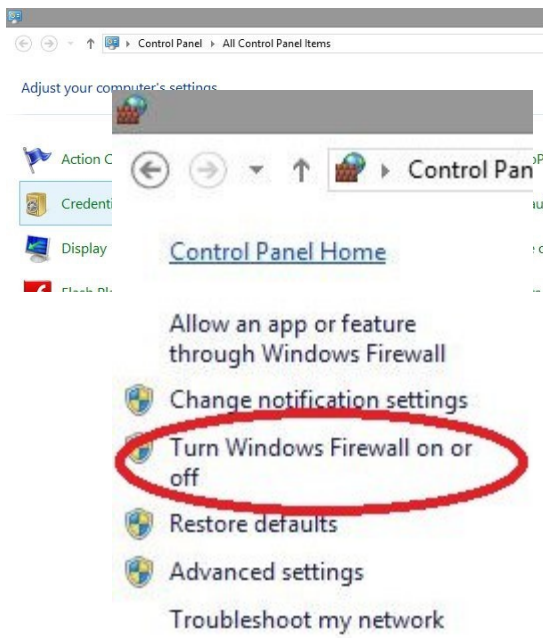 Control Panel All Control Panel Items
Adjust your computer's settings
Action C
Credenti
Display
Control Pan
Control Panel Home
Allow an app or feature
through Windows Firewall
Change notification settings
Turn Windows Firewall on or
off
Restore defaults
Advanced settings
Troubleshoot my network